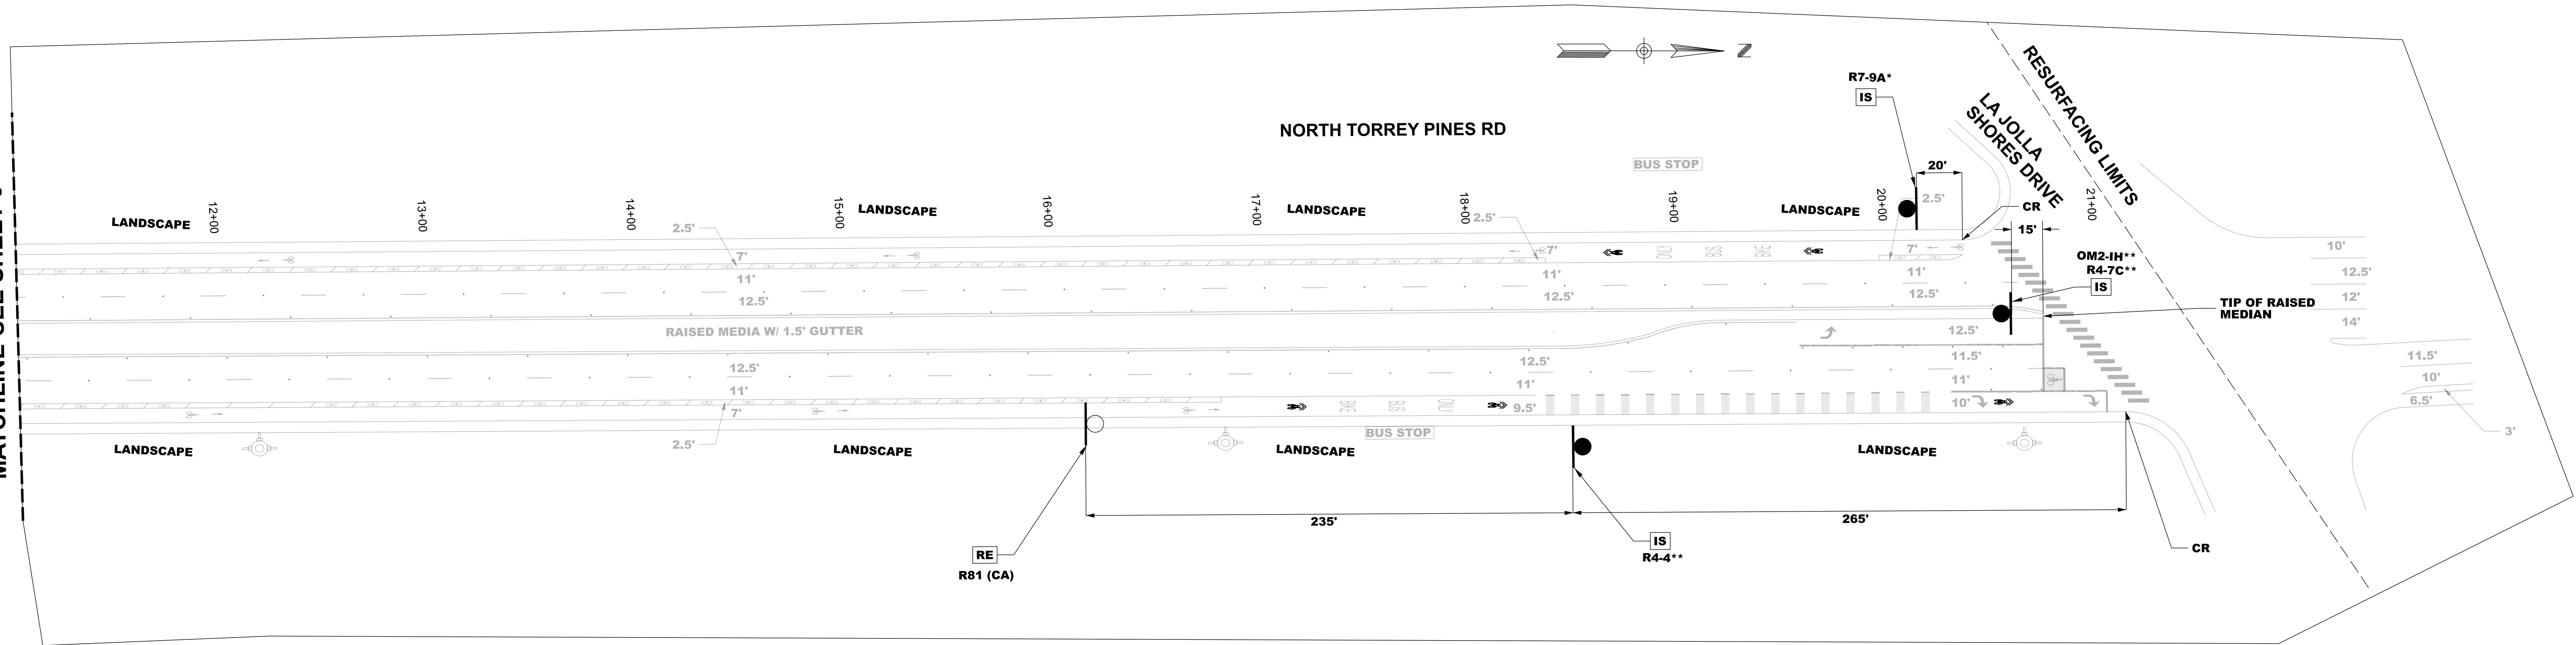 N
R7-9A*
IS
RESURFACING LIMITS
LA JOLLA
SHORES DRIVE
NORTH TORREY PINES RD
BUS STOP
20'
12+00
13+00
14+00
15+00
16+00
17+00
18+00
19+00
20+00
21+00
LANDSCAPE
LANDSCAPE
LANDSCAPE
LANDSCAPE
2.5'
CR
2.5'
2.5'
15'
7'
7'
ONLY
BUS
BIKE
7'
10'
OM2-IH**
R4-7C**
IS
11'
11'
11'
12.5'
12.5'
12.5'
12.5'
12'
TIP OF RAISED
MEDIAN
14'
RAISED MEDIA W/ 1.5' GUTTER
12.5'
12.5'
12.5'
11.5'
11.5'
11'
11'
11'
10'
7'
BIKE
BUS
ONLY
9.5'
10'
6.5'
3'
BUS STOP
2.5'
LANDSCAPE
LANDSCAPE
LANDSCAPE
LANDSCAPE
235'
265'
RE
R81 (CA)
IS
R4-4**
CR